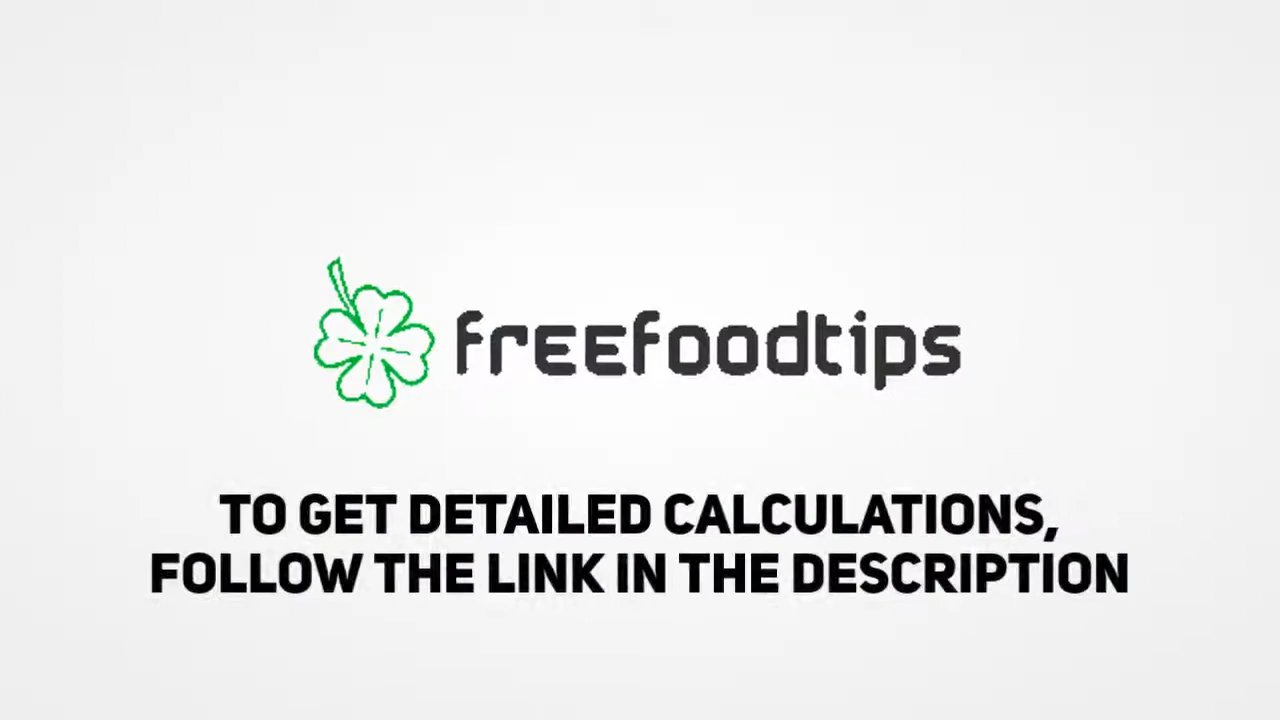 freefoodtips
TO GET DETAILED CALCULATIONS,
FOLLOW THE LINK IN THE DESCRIPTION